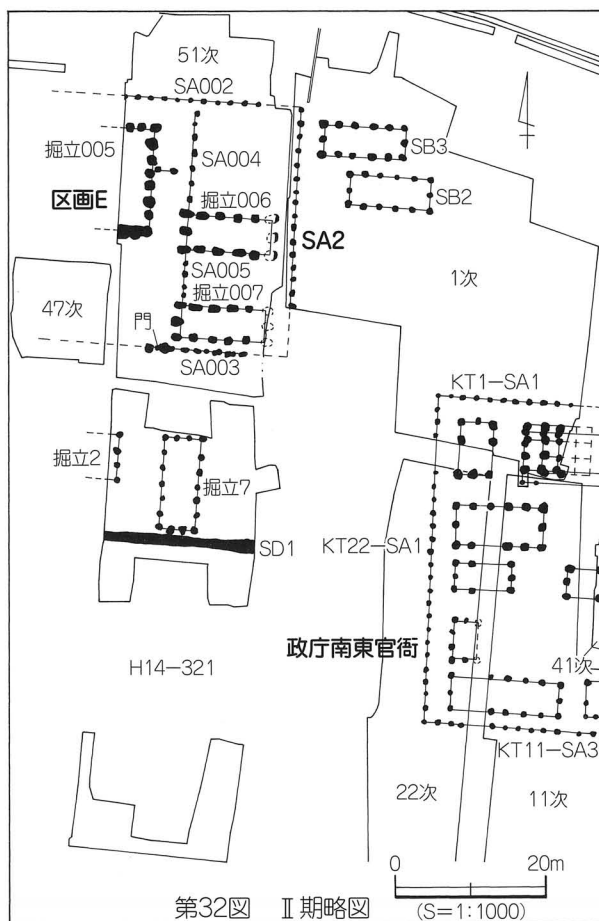 51次
SA002
掘立005
SA004
SB3
区画E
掘立006
SB2
SA2
SA005
1次
47次
掘立007
門
SA003
KT1-SA1
掘立2
掘立7
KT22-SA1
SD1
政庁南東官衙
H14-321
41次
KT11-SA3
22次
11次
0
20m
第32図 Ⅱ期略図
(S=1:1000)